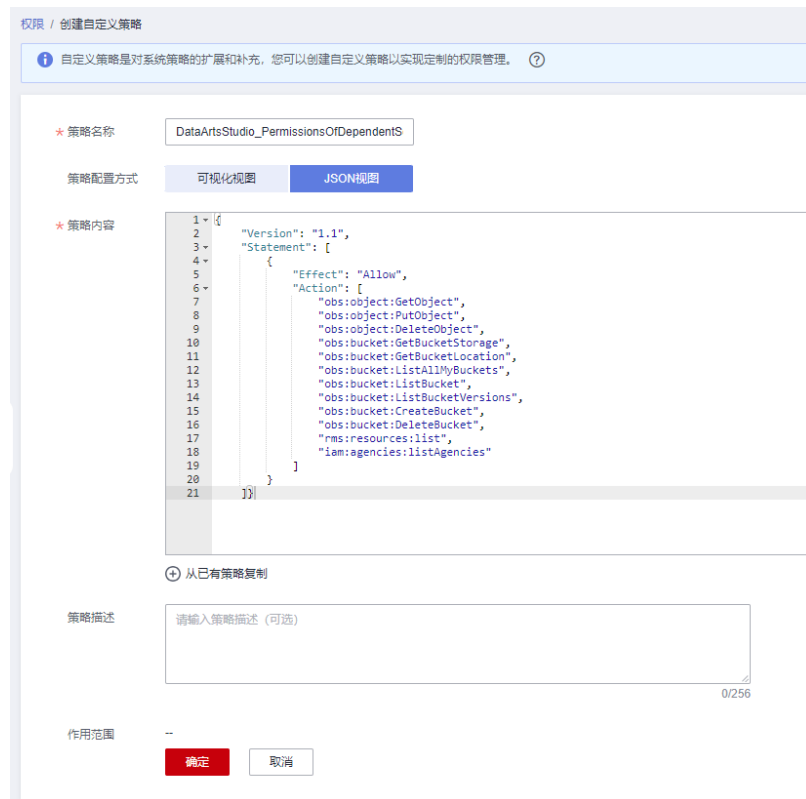 权限 / 创建自定义策略
自定义策略是对系统策略的扩展和补充，您可以创建自定义策略以实现定制的权限管理。 ?
* 策略名称 DataArtsStudio_PermissionsOfDependentS
策略配置方式 可视化视图 JSON视图
* 策略内容
1 {
2 "Version": "1.1",
3 "Statement": [
4 {
5 "Effect": "Allow",
6 "Action": [
7 "obs:object:GetObject",
8 "obs:object:PutObject",
9 "obs:object:DeleteObject",
10 "obs:bucket:GetBucketStorage",
11 "obs:bucket:GetBucketLocation",
12 "obs:bucket:ListAllMyBuckets",
13 "obs:bucket:ListBucket",
14 "obs:bucket:ListBucketVersions",
15 "obs:bucket:CreateBucket",
16 "obs:bucket:DeleteBucket",
17 "rms:resources:list",
18 "iam:agencies:listAgencies"
19 ]
20 }
21 ]}
从已有策略复制
策略描述 请输入策略描述（可选）
0/256
作用范围 --
确定 取消